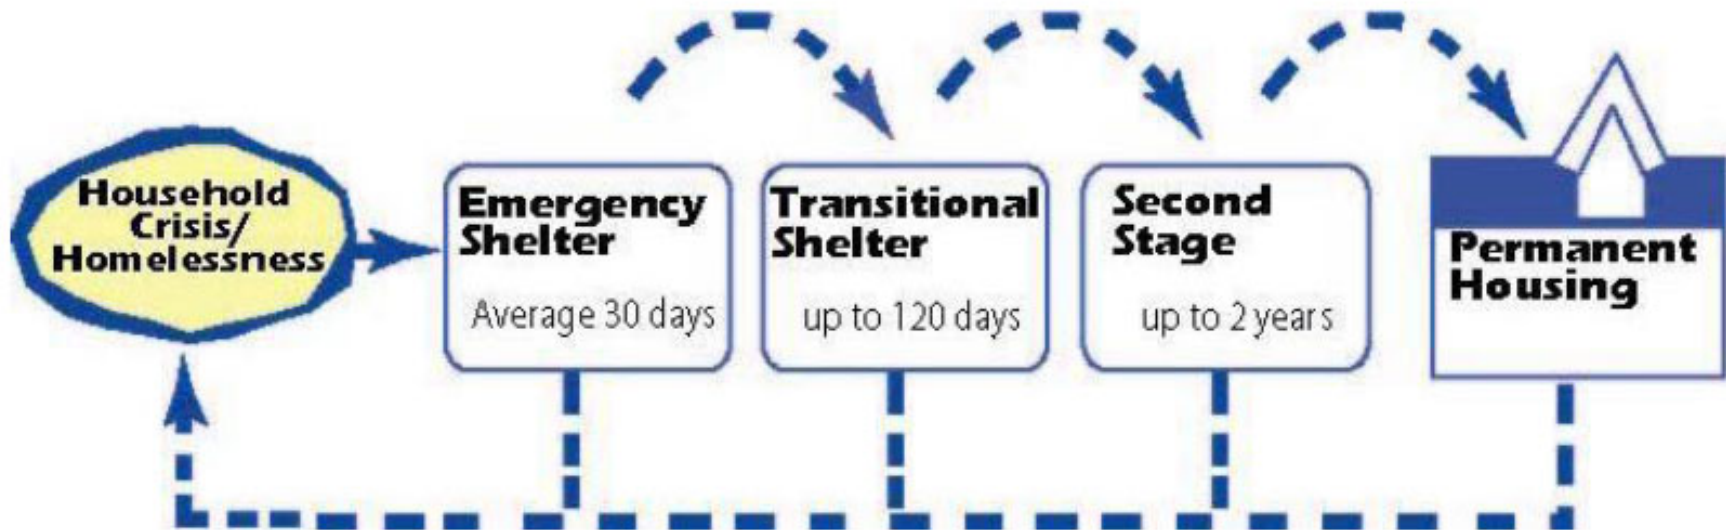 Household
Crisis/
Homelessness
Emergency
Shelter
Average 30 days
Transitional
Shelter
up to 120 days
Second
Stage
up to 2 years
Permanent
Housing